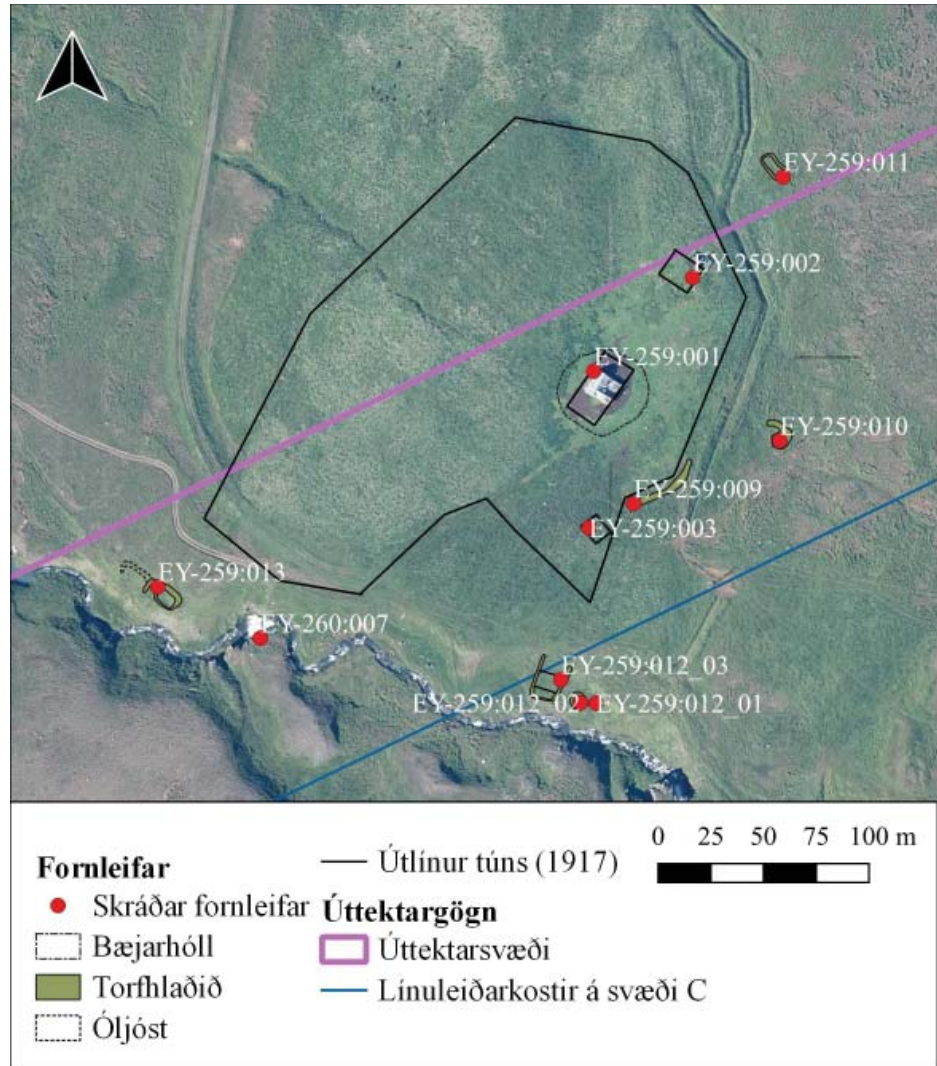 EY-259:011
EY-259:002
EY-259:001
EY-259:010
EY-259:009
EY-259:003
EY-259:013
EY-260:007
EY-259:012_03
EY-259:012_02 EY-259:012_01
0 25 50 75 100 m
Fornleifar
Skráðar fornleifar
Bæjarhóll
Torfhlaðið
Óljóst
Útlínur túns (1917)
Úttektargögn
Úttektarsvæði
Línuleiðarkostir á svæði C